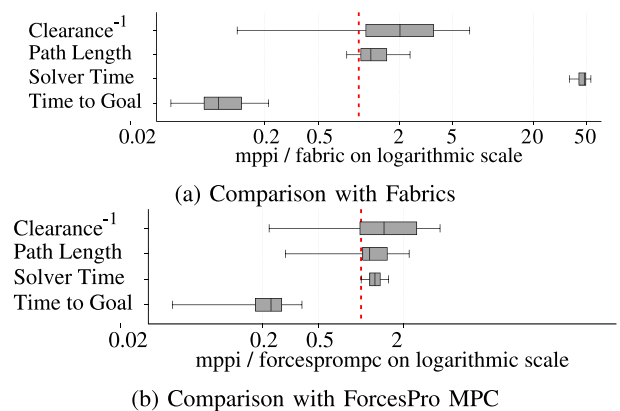 Clearance⁻¹
Path Length
Solver Time
Time to Goal
0.02 0.2 0.5 2 5 20 50
mppi / fabric on logarithmic scale
(a) Comparison with Fabrics
Clearance⁻¹
Path Length
Solver Time
Time to Goal
0.02 0.2 0.5 2
mppi / forcesprompc on logarithmic scale
(b) Comparison with ForcesPro MPC